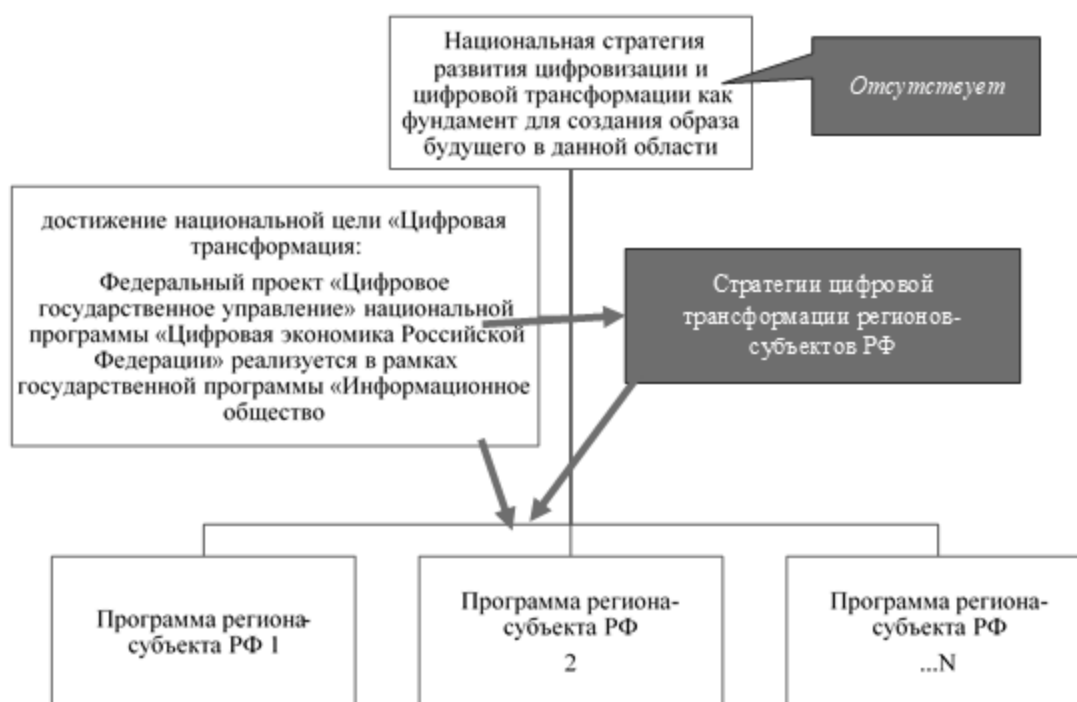 Национальная стратегия
развития цифровизации и
цифровой трансформации как
фундамент для создания образа
будущего в данной области
Отсутствует
достижение национальной цели «Цифровая
трансформация:
Федеральный проект «Цифровое
государственное управление» национальной
программы «Цифровая экономика Российской
Федерации» реализуется в рамках
государственной программы «Информационное
общество
Стратегии цифровой
трансформации регионов-
субъектов РФ
Программа региона-
субъекта РФ 1
Программа региона-
субъекта РФ
2
Программа региона-
субъекта РФ
...N